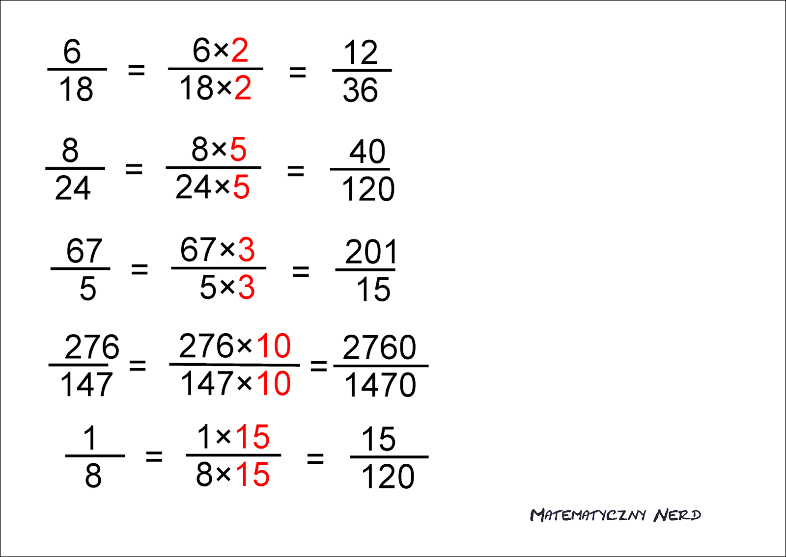 6/18 = 6×2/18×2 = 12/36
8/24 = 8×5/24×5 = 40/120
67/5 = 67×3/5×3 = 201/15
276/147 = 276×10/147×10 = 2760/1470
1/8 = 1×15/8×15 = 15/120
MATEMATYCZNY NERD